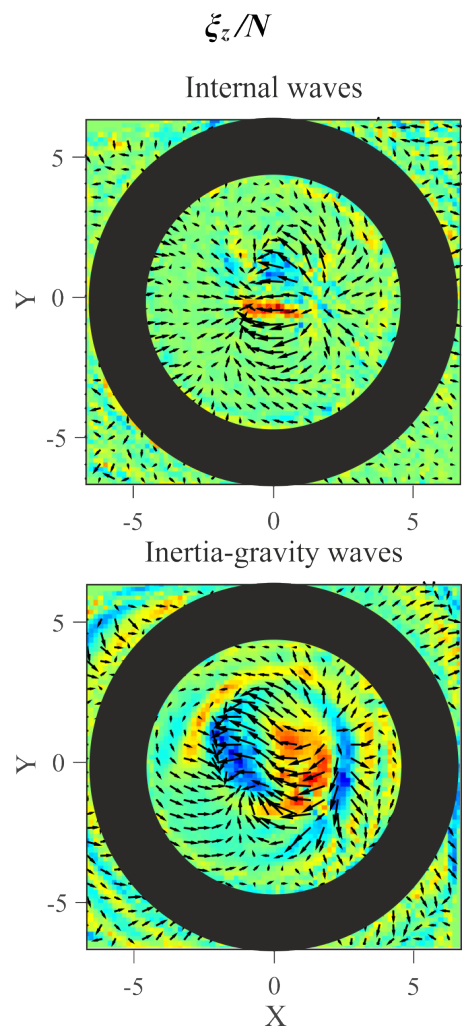 ξz/N
Internal waves
5
Y
0
-5
-5 0 5
Inertia-gravity waves
5
Y
0
-5
-5 0 5
X